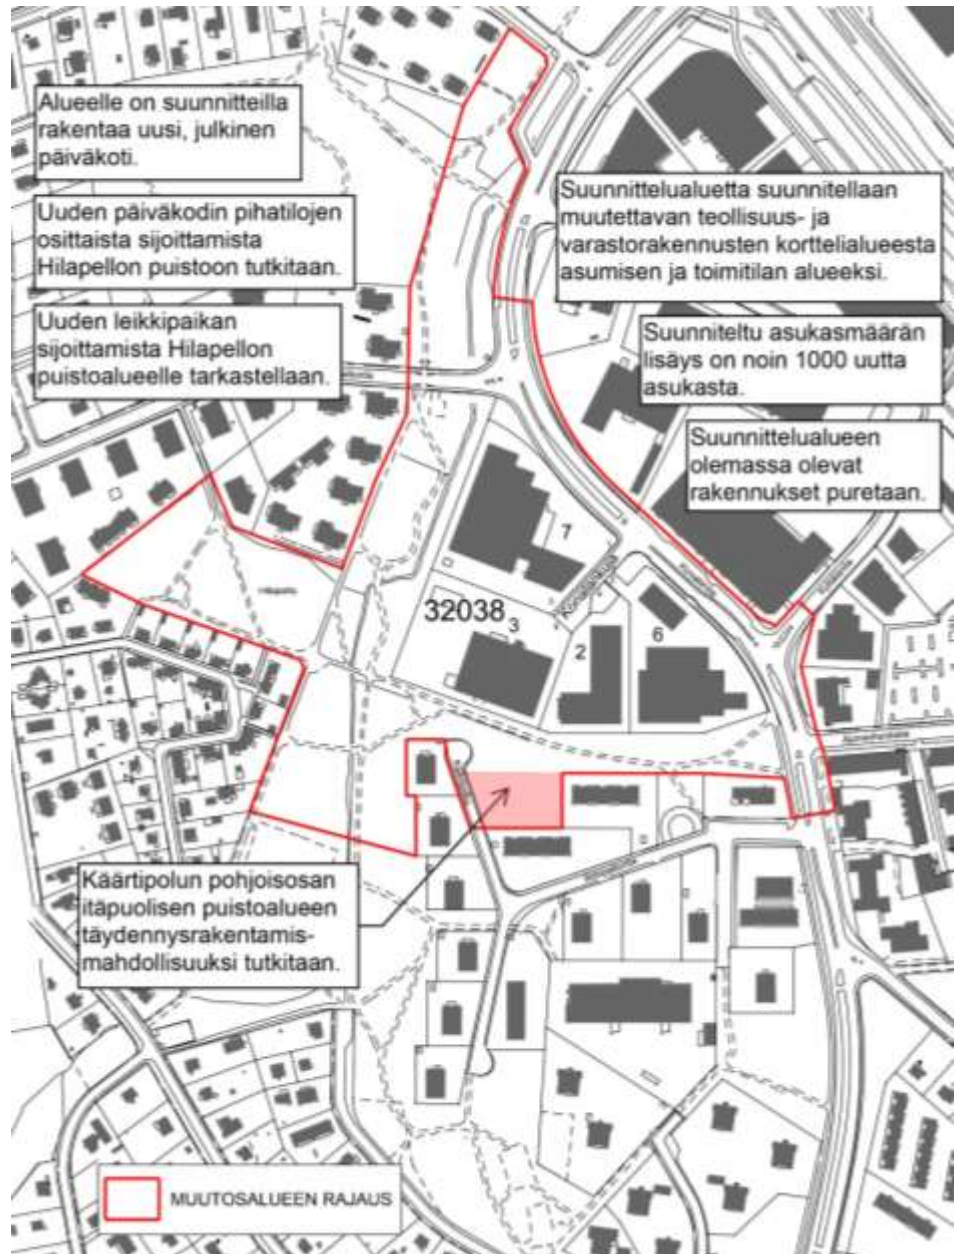 Alueelle on suunnitteilla
rakentaa uusi, julkinen
päiväkoti.
Uuden päiväkodin pihatilojen
osittaista sijoittamista
Hilapellon puistoon tutkitaan.
Uuden leikkipaikan
sijoittamista Hilapellon
puistoalueelle tarkastellaan.
Suunnittelualuetta suunnitellaan
muutettavan teollisuus- ja
varastorakennusten korttelialueesta
asumisen ja toimitilan alueeksi.
Suunniteltu asukasmäärän
lisäys on noin 1000 uutta
asukasta.
Suunnittelualueen
olemassa olevat
rakennukset puretaan.
7
32038
3
2
6
Käärtipolun pohjoisosan
itäpuolisen puistoalueen
täydennysrakentamis-
mahdollisuuksi tutkitaan.
MUUTOSALUEEN RAJAUS